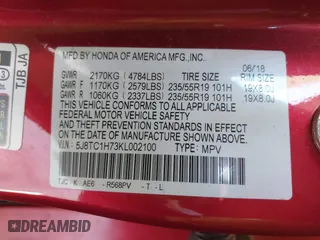 TJB JA
3
MFD.BY HONDA OF AMERICA MFG.,INC.
06/18
GVWR 2170KG (4784LBS) TIRE SIZE RIM SIZE
GAWR F 1170KG (2579LBS) 235/55R19 101H 19X8.0J
GAWR R 1060KG (2337LBS) 235/55R19 101H 19X8.0J
THIS VEHICLE CONFORMS TO ALL APPLICABLE
FEDERAL MOTOR VEHICLE SAFETY AND
THEFT PREVENTION STANDARDS IN EFFECT ON
THE DATE OF MANUFACTURE SHOWN ABOVE.
V.I.N: 5J8TC1H73KL002100 TYPE: MPV
TJC -K -AE6 -R568PV -T -L
DREAMBID